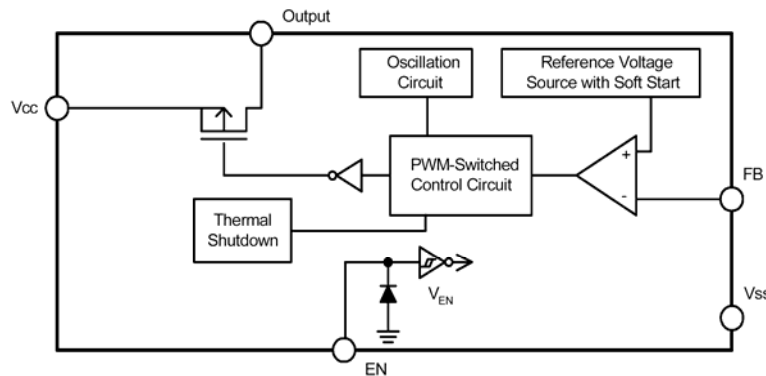 Output
Oscillation
Circuit
Reference Voltage
Source with Soft Start
Vcc
PWM-Switched
Control Circuit
+
-
FB
Thermal
Shutdown
VEN
Vss
EN